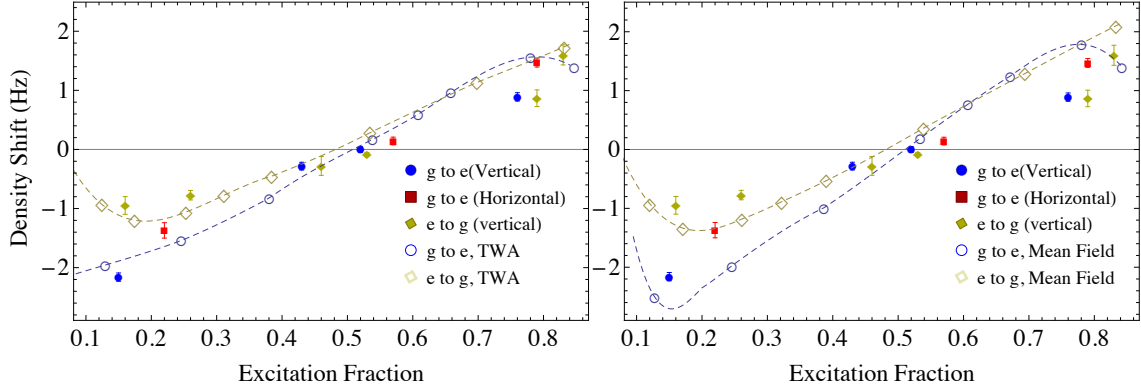 2
1
0
−1
−2
Density Shift (Hz)
g to e(Vertical)
g to e (Horizontal)
e to g (vertical)
g to e, TWA
e to g, TWA
0.1 0.2 0.3 0.4 0.5 0.6 0.7 0.8
Excitation Fraction
2
1
0
−1
−2
g to e(Vertical)
g to e (Horizontal)
e to g (vertical)
g to e, Mean Field
e to g, Mean Field
0.1 0.2 0.3 0.4 0.5 0.6 0.7 0.8
Excitation Fraction